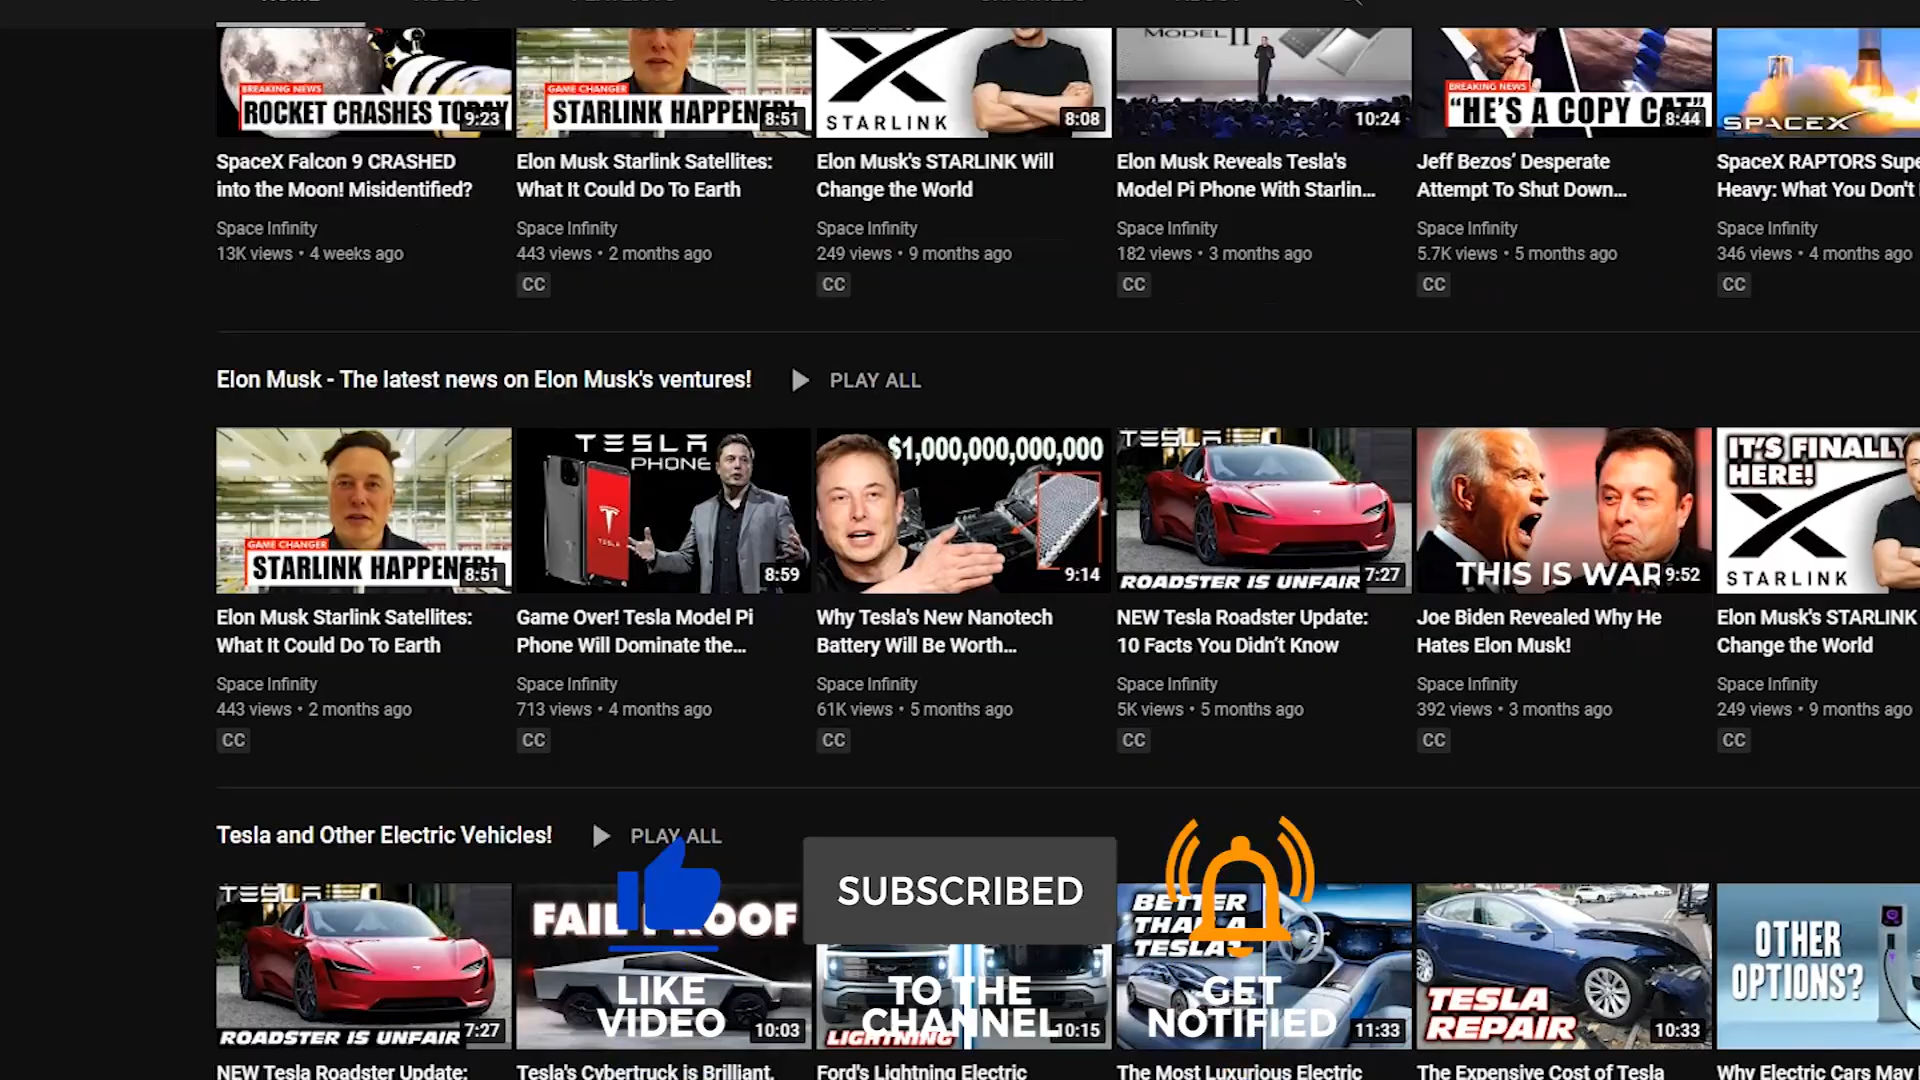 BREAKING NEWS
ROCKET CRASHES TODAY
9:23
GAME CHANGER
STARLINK HAPPENED!
8:51
STARLINK
8:08
MODEL Π
10:24
BREAKING NEWS
"HE'S A COPY CAT"
8:44
SPACEX
SpaceX Falcon 9 CRASHED
into the Moon! Misidentified?
Space Infinity
13K views • 4 weeks ago
Elon Musk Starlink Satellites:
What It Could Do To Earth
Space Infinity
443 views • 2 months ago
CC
Elon Musk's STARLINK Will
Change the World
Space Infinity
249 views • 9 months ago
CC
Elon Musk Reveals Tesla's
Model Pi Phone With Starlin...
Space Infinity
182 views • 3 months ago
CC
Jeff Bezos' Desperate
Attempt To Shut Down...
Space Infinity
5.7K views • 5 months ago
CC
SpaceX RAPTORS Supe
Heavy: What You Don't
Space Infinity
346 views • 4 months ago
CC
Elon Musk - The latest news on Elon Musk's ventures!
PLAY ALL
GAME CHANGER
STARLINK HAPPENED!
8:51
TESLA
PHONE
TESLA
8:59
$1,000,000,000,000
9:14
TESLA
ROADSTER IS UNFAIR
7:27
THIS IS WAR
9:52
IT'S FINALLY
HERE!
STARLINK
Elon Musk Starlink Satellites:
What It Could Do To Earth
Space Infinity
443 views • 2 months ago
CC
Game Over! Tesla Model Pi
Phone Will Dominate the...
Space Infinity
713 views • 4 months ago
CC
Why Tesla's New Nanotech
Battery Will Be Worth...
Space Infinity
61K views • 5 months ago
CC
NEW Tesla Roadster Update:
10 Facts You Didn't Know
Space Infinity
5K views • 5 months ago
CC
Joe Biden Revealed Why He
Hates Elon Musk!
Space Infinity
392 views • 3 months ago
CC
Elon Musk's STARLINK
Change the World
Space Infinity
249 views • 9 months ago
CC
Tesla and Other Electric Vehicles!
PLAY ALL
TESLA
ROADSTER IS UNFAIR
7:27
FAIL PROOF
10:03
LIGHTNING
10:15
BETTER
THAN A
TESLA?
11:33
TESLA
REPAIR
10:33
OTHER
OPTIONS?
LIKE
VIDEO
SUBSCRIBED
TO THE
CHANNEL
GET
NOTIFIED
NEW Tesla Roadster Update:
Tesla's Cybertruck is Brilliant.
Ford's Lightning Electric
The Most Luxurious Electric
The Expensive Cost of Tesla
Why Electric Cars May